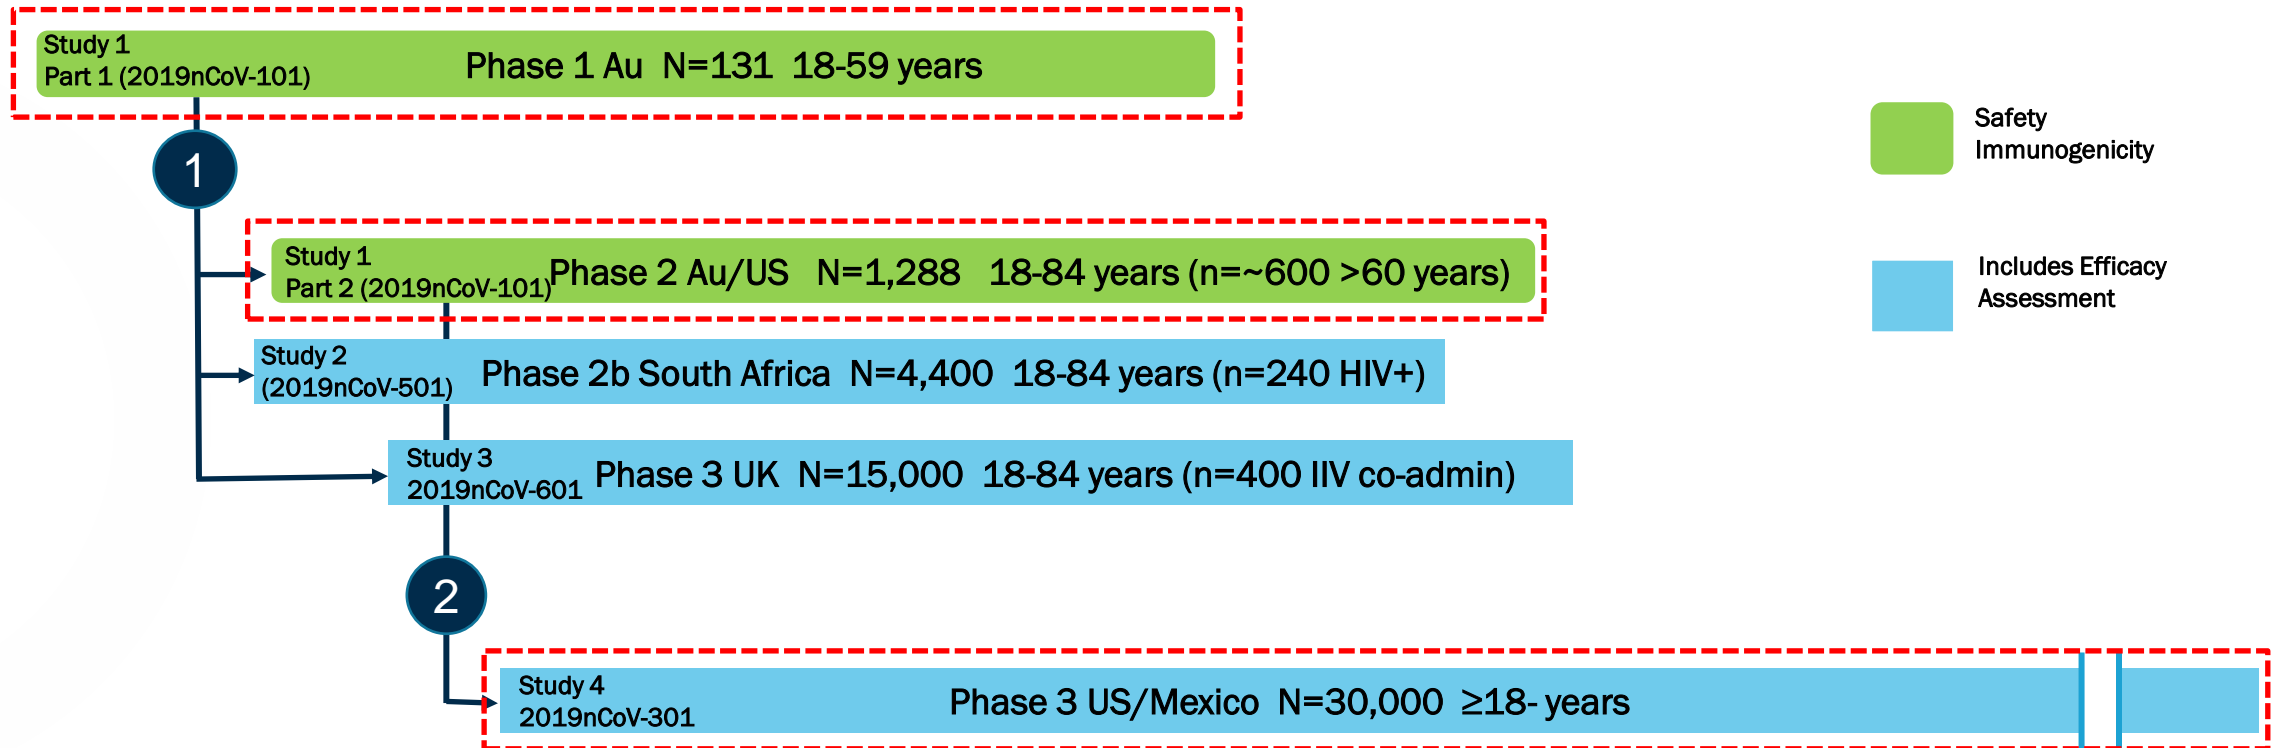 Study 1
Part 1 (2019nCoV-101)
Phase 1 Au N=131 18-59 years
Safety
Immunogenicity
1
Study 1
Part 2 (2019nCoV-101)
Phase 2 Au/US N=1,288 18-84 years (n=~600 >60 years)
Includes Efficacy
Assessment
Study 2
(2019nCoV-501)
Phase 2b South Africa N=4,400 18-84 years (n=240 HIV+)
Study 3
2019nCoV-601
Phase 3 UK N=15,000 18-84 years (n=400 IIV co-admin)
2
Study 4
2019nCoV-301
Phase 3 US/Mexico N=30,000 ≥18- years